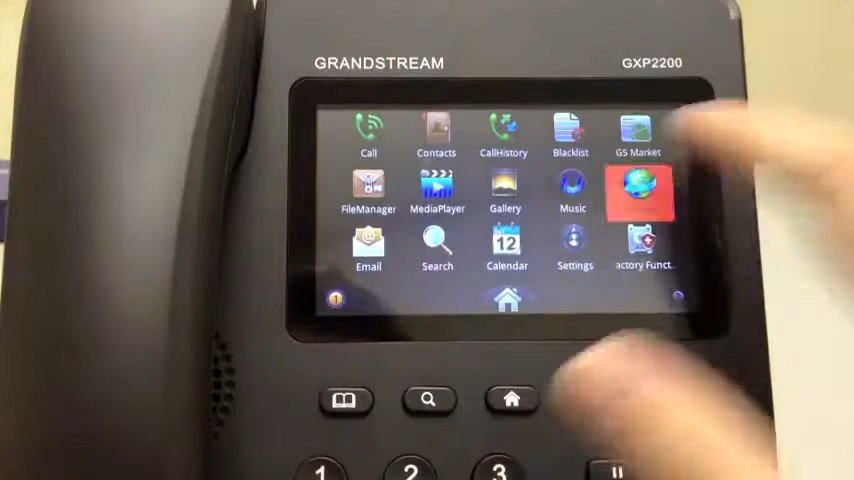 GRANDSTREAM GXP2200
Call Contacts CallHistory Blacklist GS Market
FileManager MediaPlayer Gallery Music
12
Email Search Calendar Settings actory Funct..
1
1 2 3